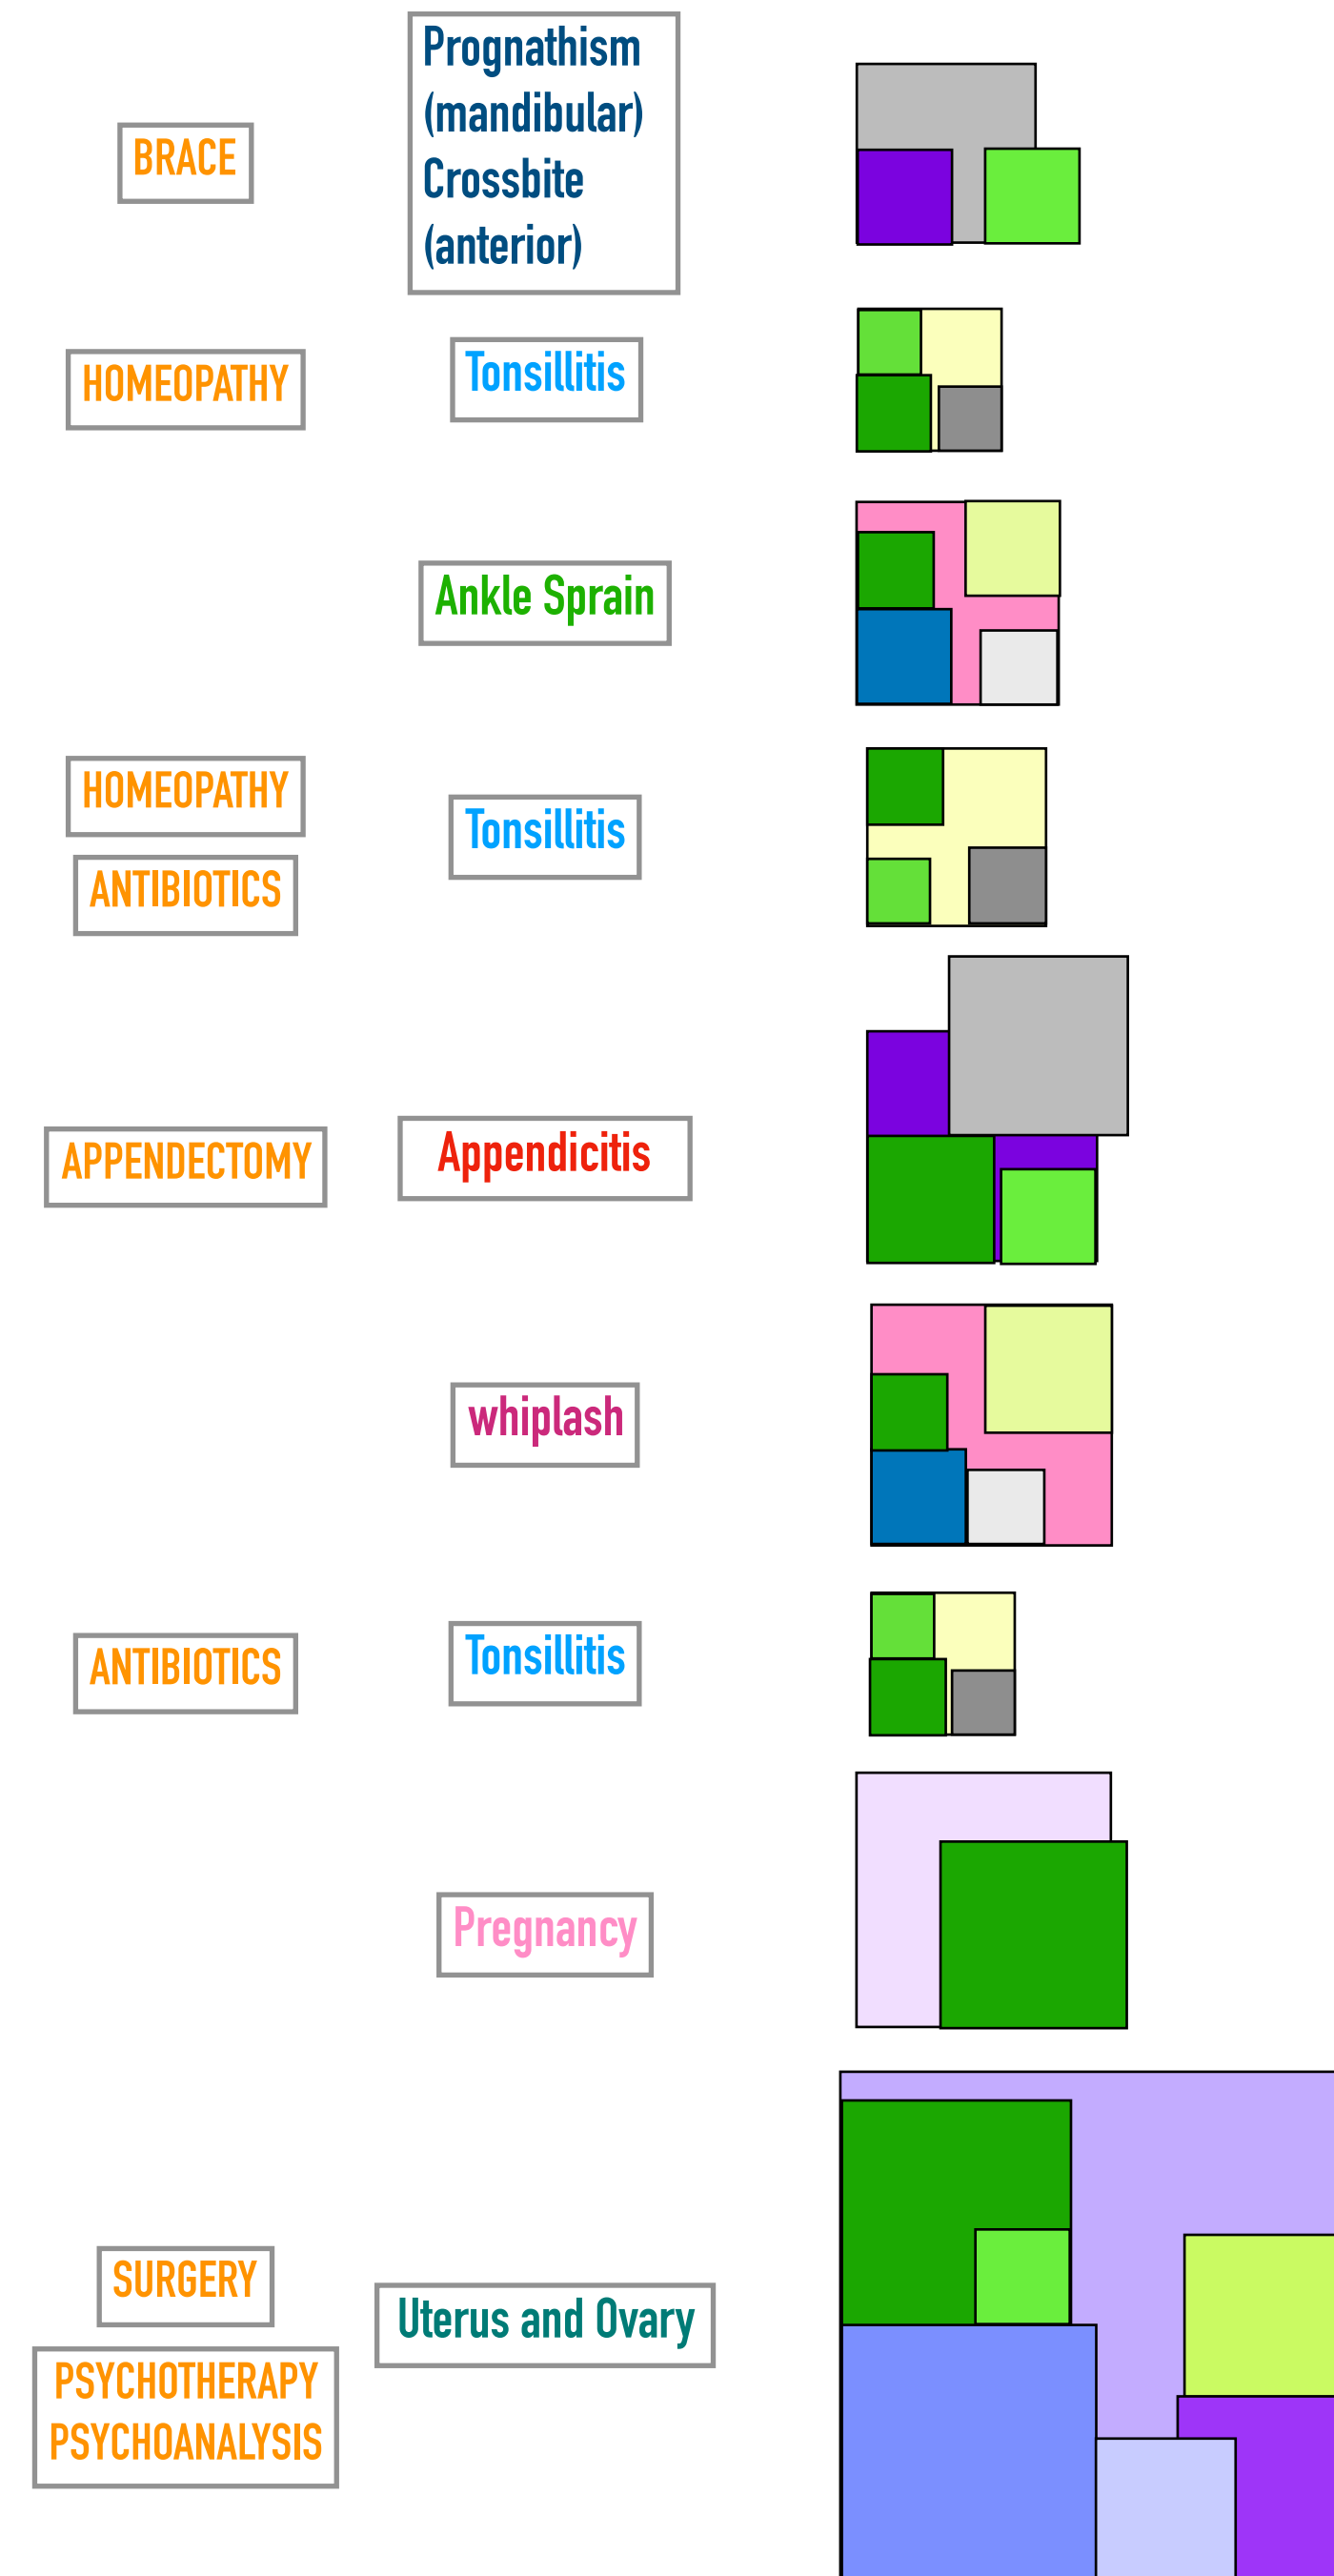 BRACE
Prognathism
(mandibular)
Crossbite
(anterior)
HOMEOPATHY
Tonsillitis
Ankle Sprain
HOMEOPATHY
ANTIBIOTICS
Tonsillitis
APPENDECTOMY
Appendicitis
whiplash
ANTIBIOTICS
Tonsillitis
Pregnancy
SURGERY
PSYCHOTHERAPY
PSYCHOANALYSIS
Uterus and Ovary